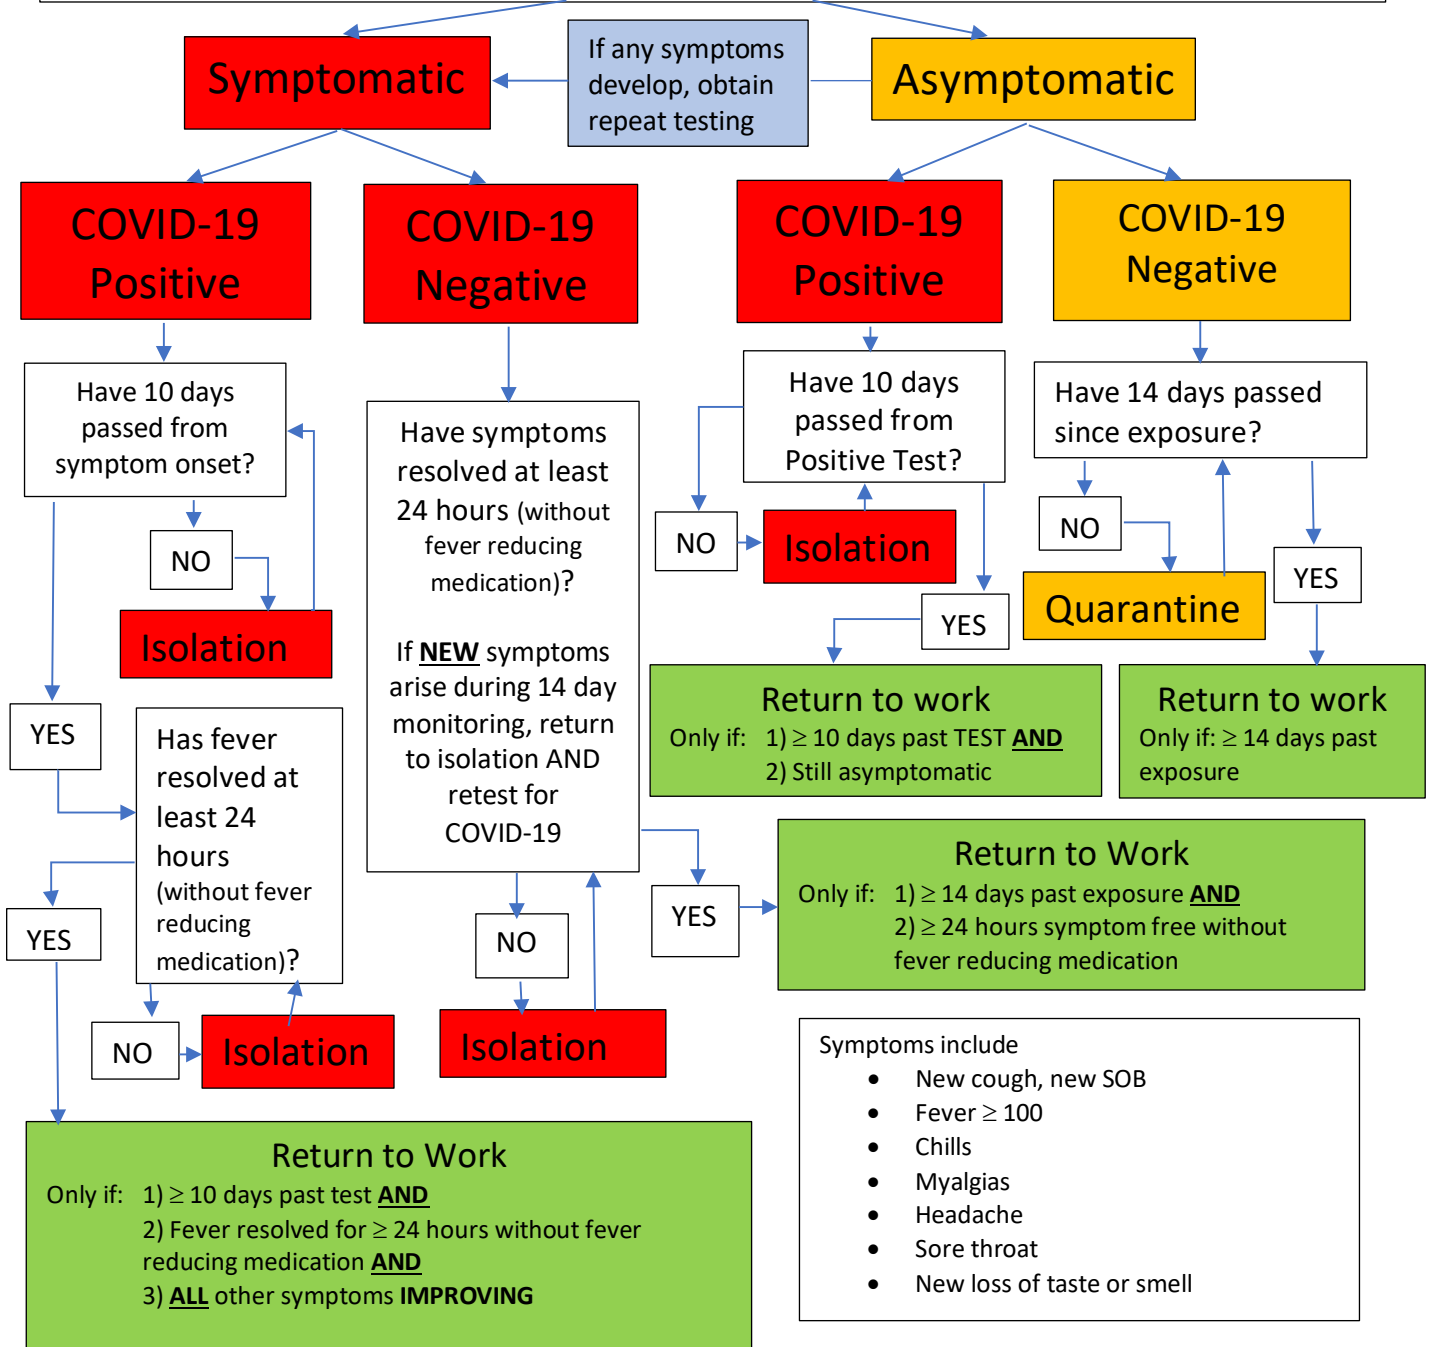 Symptomatic
If any symptoms
develop, obtain
repeat testing
Asymptomatic
COVID-19
Positive
COVID-19
Negative
COVID-19
Positive
COVID-19
Negative
Have 10 days
passed from
symptom onset?
NO
Isolation
YES
Has fever
resolved at
least 24
hours
(without fever
reducing
medication)?
YES
NO
Isolation
Have symptoms
resolved at least
24 hours (without
fever reducing
medication)?
If NEW symptoms
arise during 14 day
monitoring, return
to isolation AND
retest for
COVID-19
NO
Isolation
YES
Have 10 days
passed from
Positive Test?
NO
Isolation
YES
Have 14 days passed
since exposure?
NO
Quarantine
YES
Return to work
Only if: 1) ≥ 10 days past TEST AND
2) Still asymptomatic
Return to work
Only if: ≥ 14 days past
exposure
Return to Work
Only if: 1) ≥ 14 days past exposure AND
2) ≥ 24 hours symptom free without
fever reducing medication
Return to Work
Only if: 1) ≥ 10 days past test AND
2) Fever resolved for ≥ 24 hours without fever
reducing medication AND
3) ALL other symptoms IMPROVING
Symptoms include
• New cough, new SOB
• Fever ≥ 100
• Chills
• Myalgias
• Headache
• Sore throat
• New loss of taste or smell